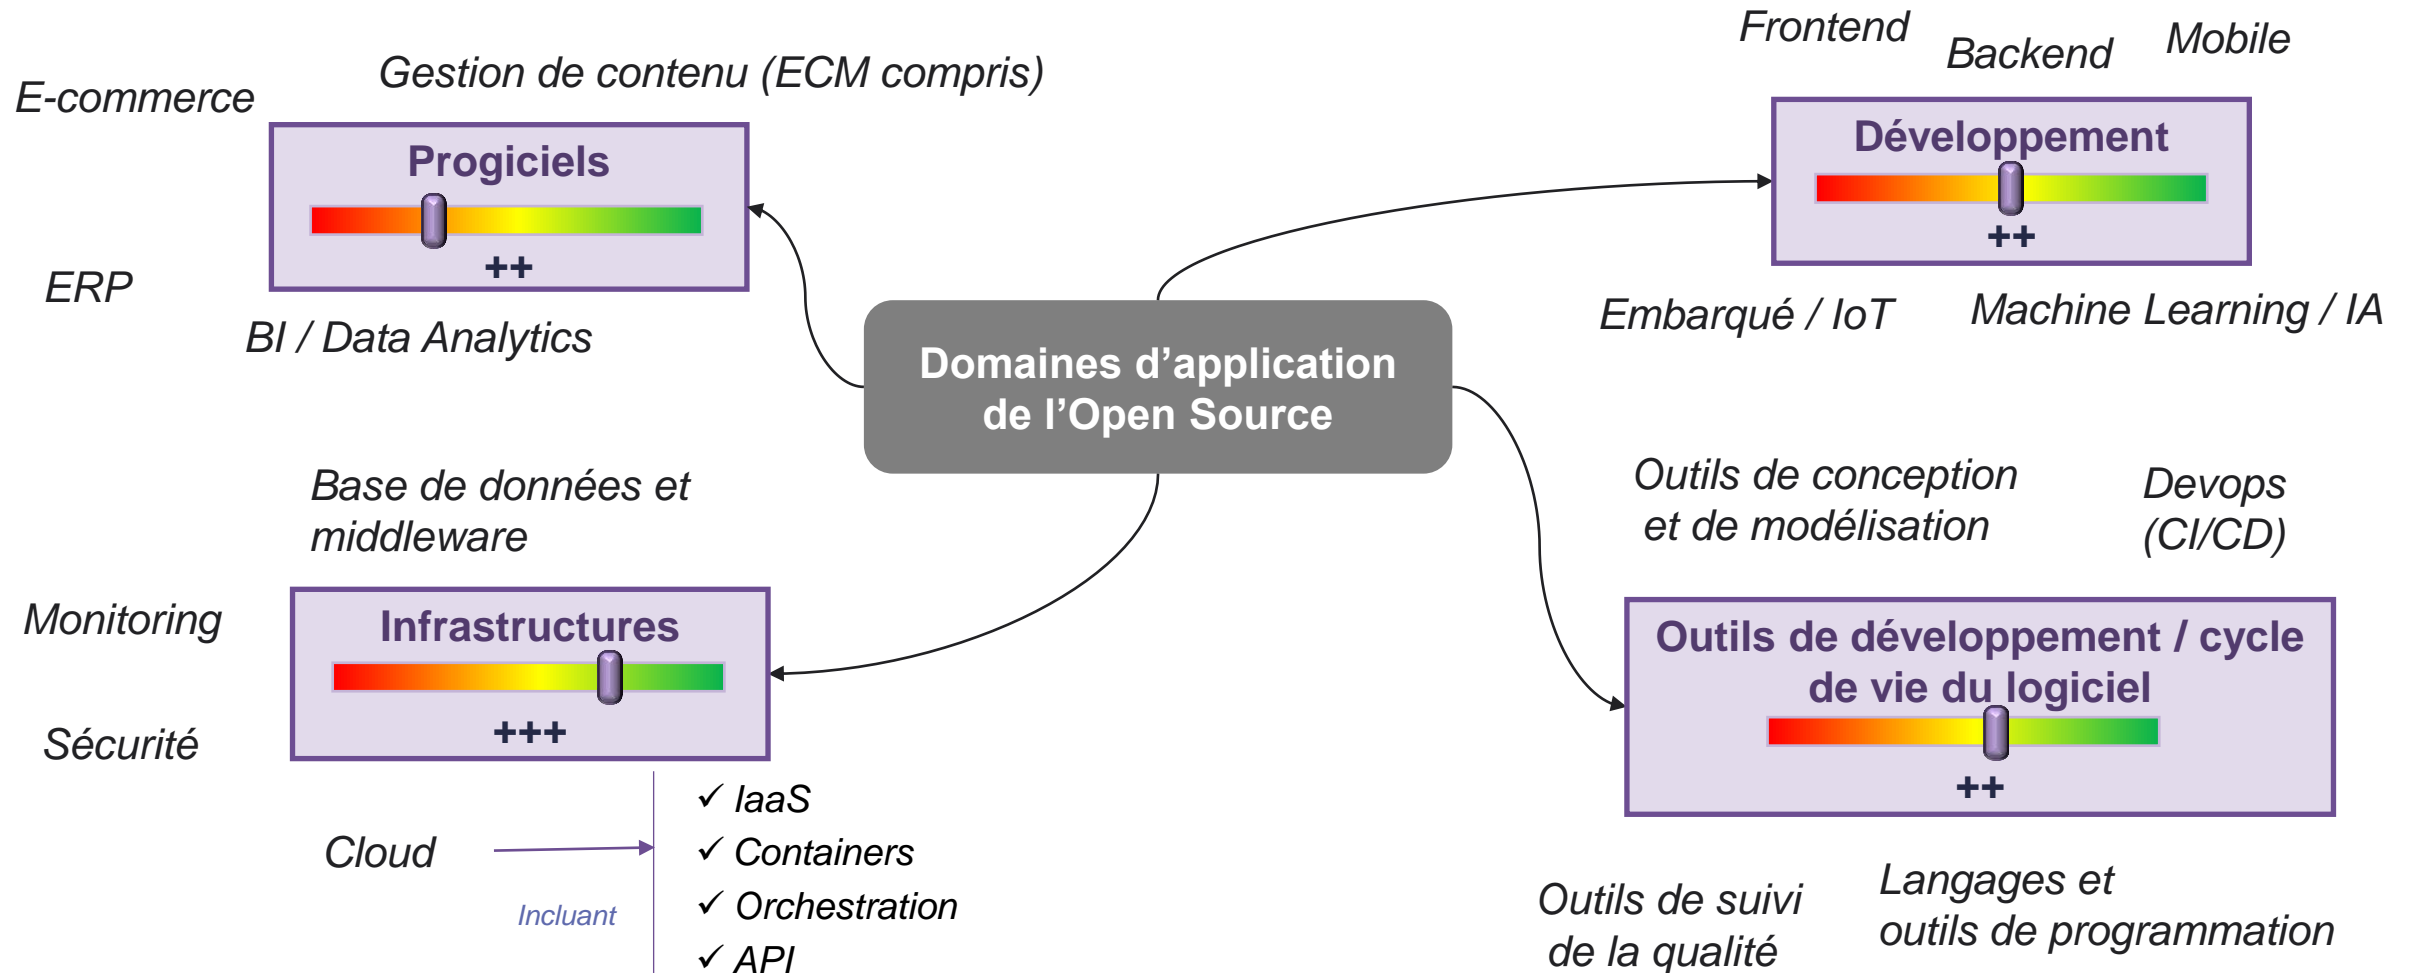 Frontend
Backend
Mobile
E-commerce
Gestion de contenu (ECM compris)
Progiciels
++
ERP
BI / Data Analytics
Développement
++
Embarqué / IoT
Machine Learning / IA
Domaines d’application
de l’Open Source
Base de données et
middleware
Monitoring
Infrastructures
+++
Sécurité
Cloud
Incluant
✓ IaaS
✓ Containers
✓ Orchestration
✓ API
Outils de conception
et de modélisation
Devops
(CI/CD)
Outils de développement / cycle
de vie du logiciel
++
Outils de suivi
de la qualité
Langages et
outils de programmation